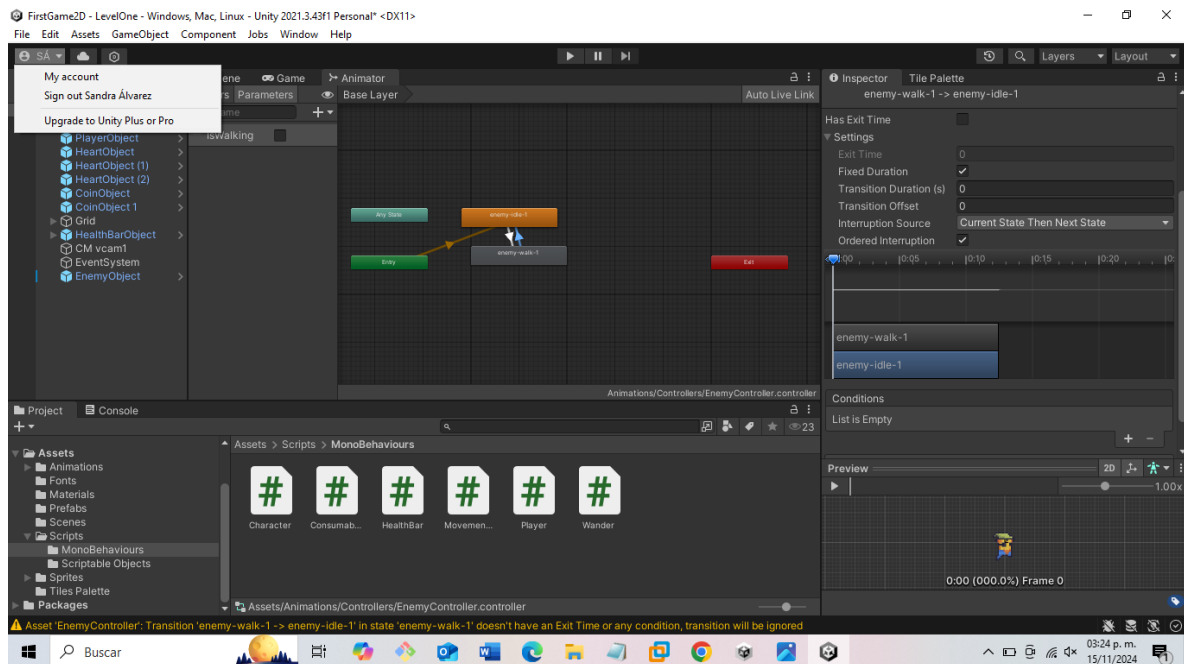 FirstGame2D - LevelOne - Windows, Mac, Linux - Unity 2021.3.43f1 Personal* <DX11>
File Edit Assets GameObject Component Jobs Window Help
SÁ
Layers
Layout
My account
Sign out Sandra Álvarez
Upgrade to Unity Plus or Pro
ene
Game
Animator
rs
Parameters
Base Layer
Auto Live Link
ame
IsWalking
PlayerObject
HeartObject
HeartObject (1)
HeartObject (2)
CoinObject
CoinObject 1
Grid
HealthBarObject
CM vcam1
EventSystem
EnemyObject
Any State
enemy-idle-1
enemy-walk-1
Entry
Exit
Animations/Controllers/EnemyController.controller
Inspector
Tile Palette
enemy-walk-1 -> enemy-idle-1
Has Exit Time
Settings
Exit Time 0
Fixed Duration
Transition Duration (s) 0
Transition Offset 0
Interruption Source Current State Then Next State
Ordered Interruption
:00 0:05 0:10 0:15 0:20 0:
enemy-walk-1
enemy-idle-1
Conditions
List is Empty
+ -
Preview
2D
1.00x
0:00 (000.0%) Frame 0
Project
Console
23
Assets
Animations
Fonts
Materials
Prefabs
Scenes
Scripts
MonoBehaviours
Scriptable Objects
Sprites
Tiles Palette
Packages
Assets > Scripts > MonoBehaviours
# # # # # #
Character Consumab... HealthBar Movemen... Player Wander
Assets/Animations/Controllers/EnemyController.controller
Asset 'EnemyController': Transition 'enemy-walk-1 -> enemy-idle-1' in state 'enemy-walk-1' doesn't have an Exit Time or any condition, transition will be ignored
Buscar
03:24 p. m.
15/11/2024
1